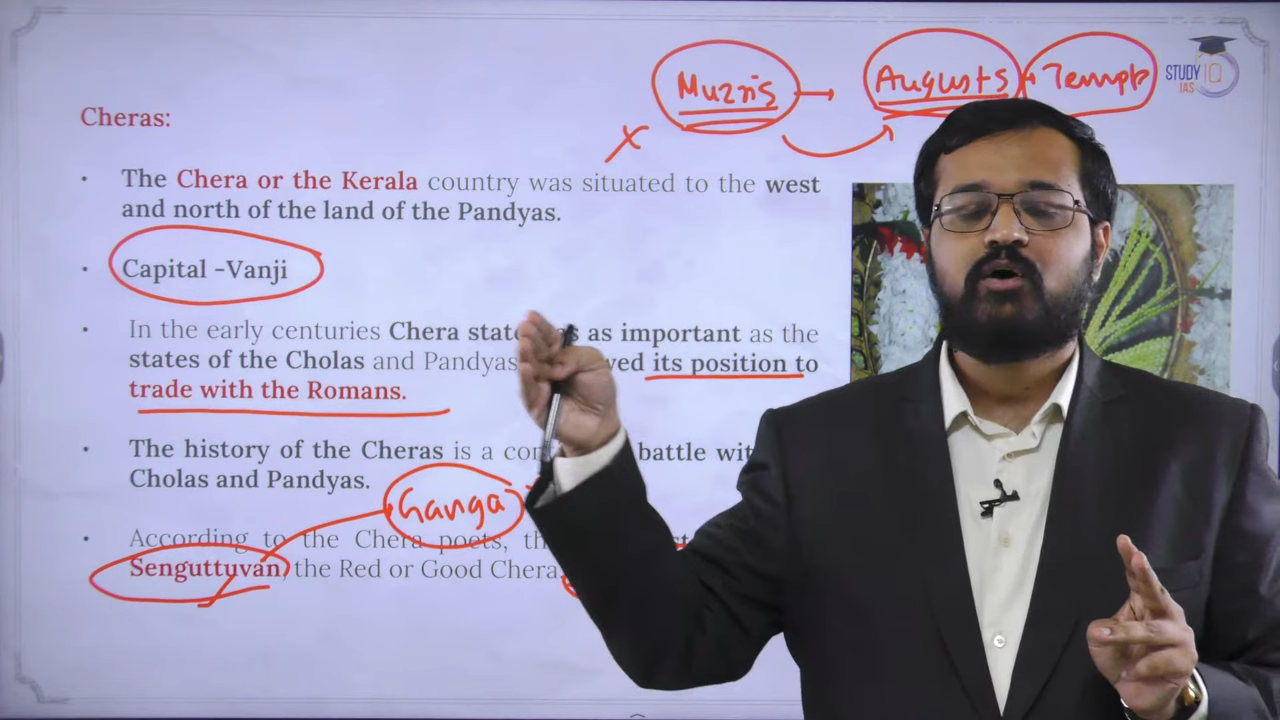 Muzris → Augusts Templ
STUDY IQ
IAS
Cheras:
• The Chera or the Kerala country was situated to the west
and north of the land of the Pandyas.
• Capital -Vanji
• In the early centuries Chera state as important as the
states of the Cholas and Pandyas its position to
trade with the Romans.
• The history of the Cheras is a battle
Cholas and Pandyas.
Ganga
• According to the Chera poets,
Senguttuvan, the Red or Good Chera